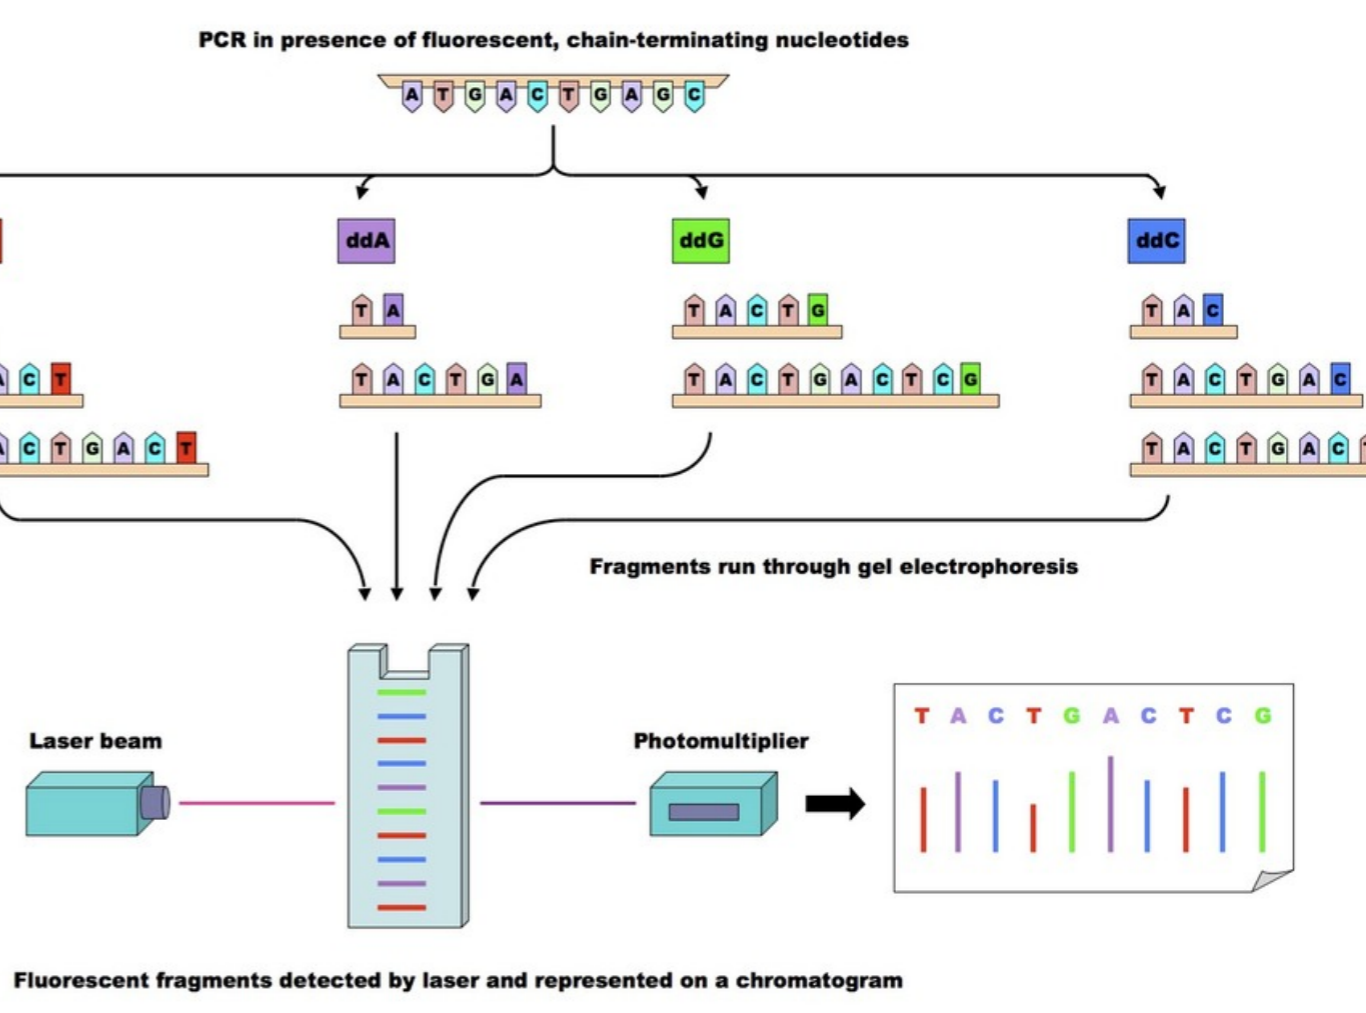 PCR in presence of fluorescent, chain-terminating nucleotides
A T G A C T G A G C
ddA ddG ddC
T A
T A C T G
T A C
A C T
T A C T G A
T A C T G A C T C G
T A C T G A C
A C T G A C T
T A C T G A C T
Fragments run through gel electrophoresis
Laser beam
Photomultiplier
T A C T G A C T C G
Fluorescent fragments detected by laser and represented on a chromatogram